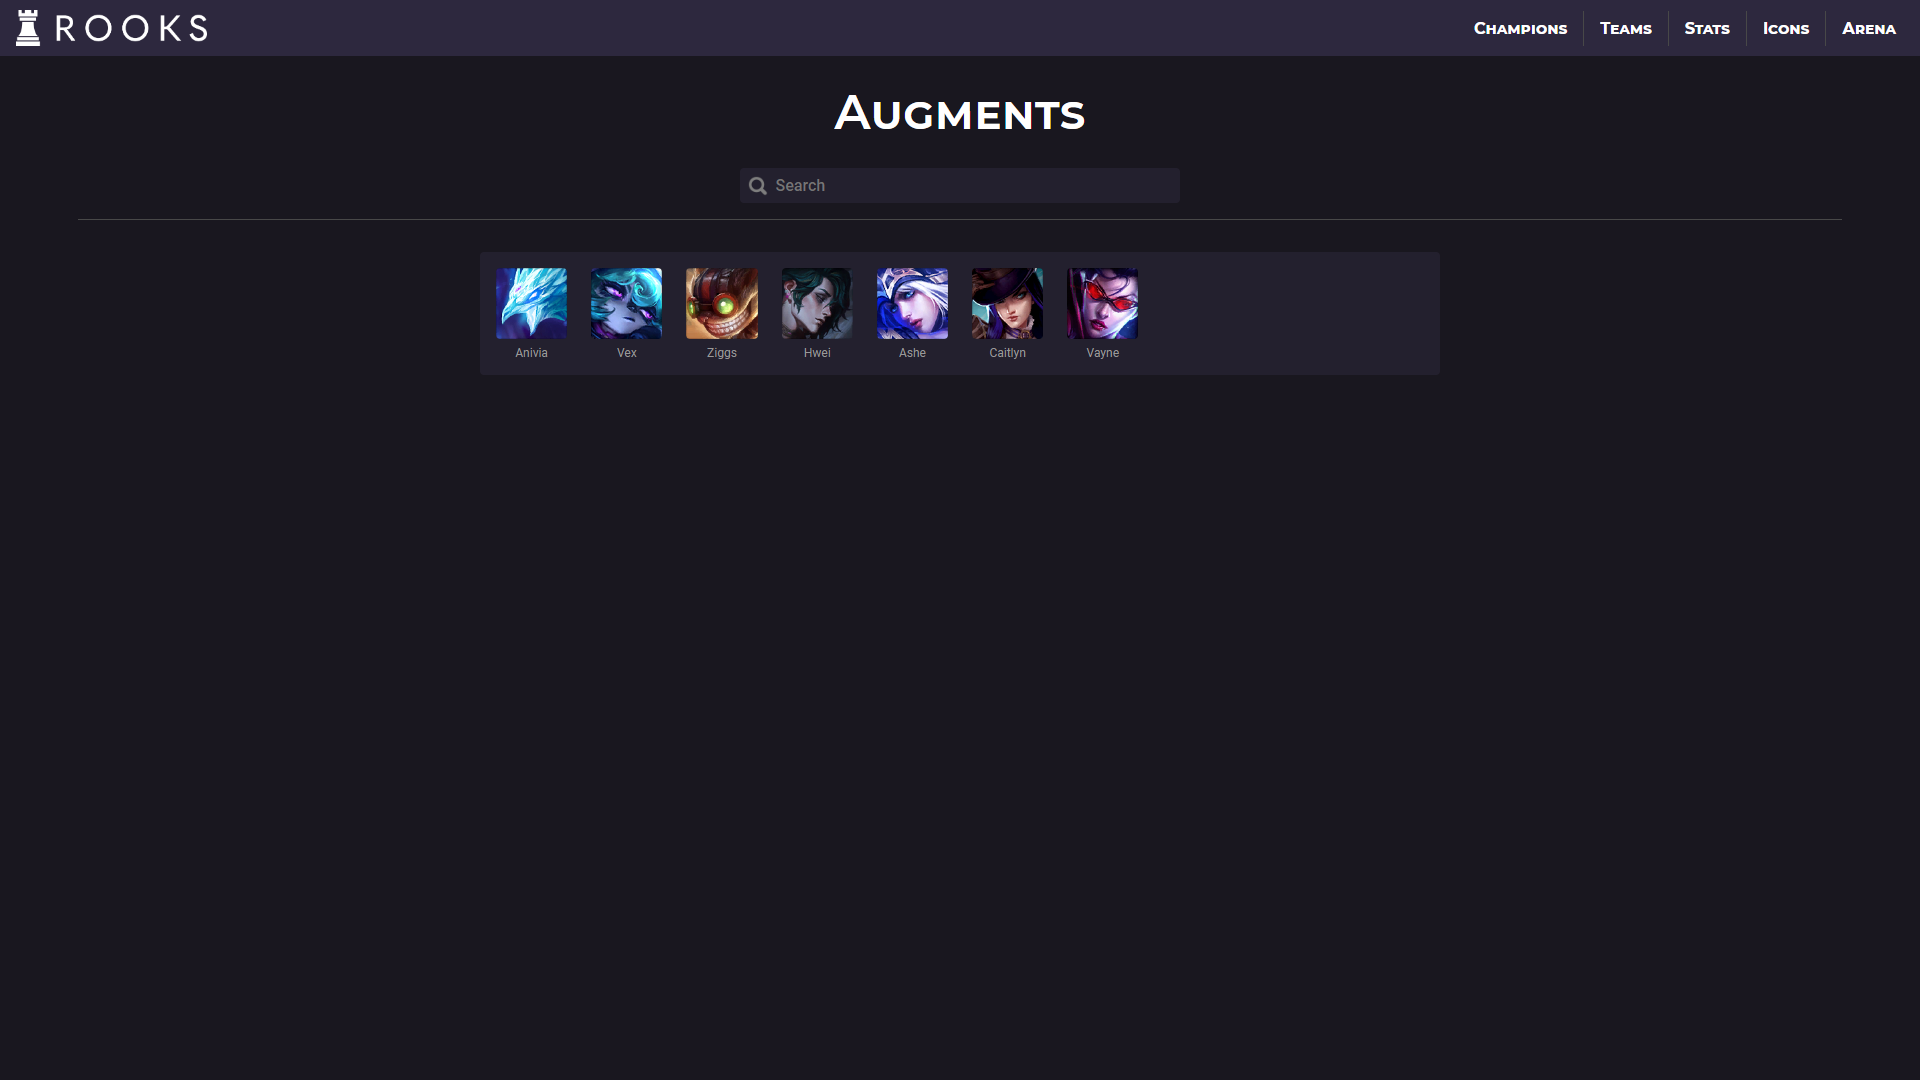 ROOKS
Champions
Teams
Stats
Icons
Arena
Augments
Search
Anivia
Vex
Ziggs
Hwei
Ashe
Caitlyn
Vayne